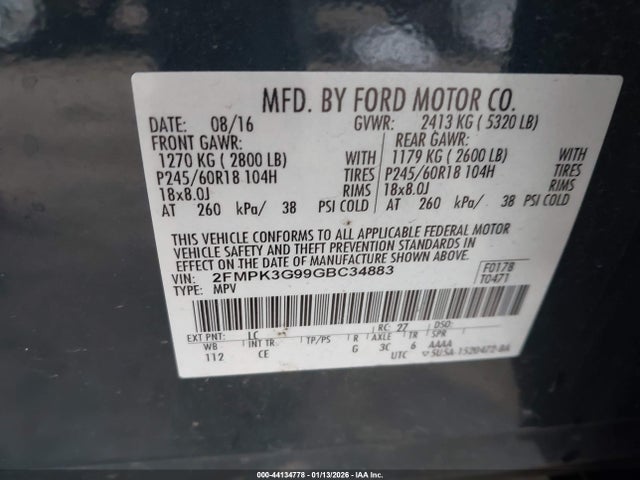 MFD. BY FORD MOTOR CO.
DATE: 08/16 GVWR: 2413 KG ( 5320 LB)
FRONT GAWR: REAR GAWR:
1270 KG ( 2800 LB) WITH 1179 KG ( 2600 LB) WITH
P245/60R18 104H TIRES P245/60R18 104H TIRES
18x8.0J RIMS 18x8.0J RIMS
AT 260 kPa/ 38 PSI COLD AT 260 kPa/ 38 PSI COLD
THIS VEHICLE CONFORMS TO ALL APPLICABLE FEDERAL MOTOR
VEHICLE SAFETY AND THEFT PREVENTION STANDARDS IN
EFFECT ON THE DATE OF MANUFACTURE SHOWN ABOVE.
VIN: 2FMPK3G99GBC34883 F0178
TYPE: MPV T0471
EXT PNT: LC RC: 27 DSO:
WB INT TR TP/PS R AXLE TR SPR
112 CE G 3C 6 AAAA
UTC 5U5A-1520472-BA
000-44134778 - 01/13/2026 - IAA Inc.